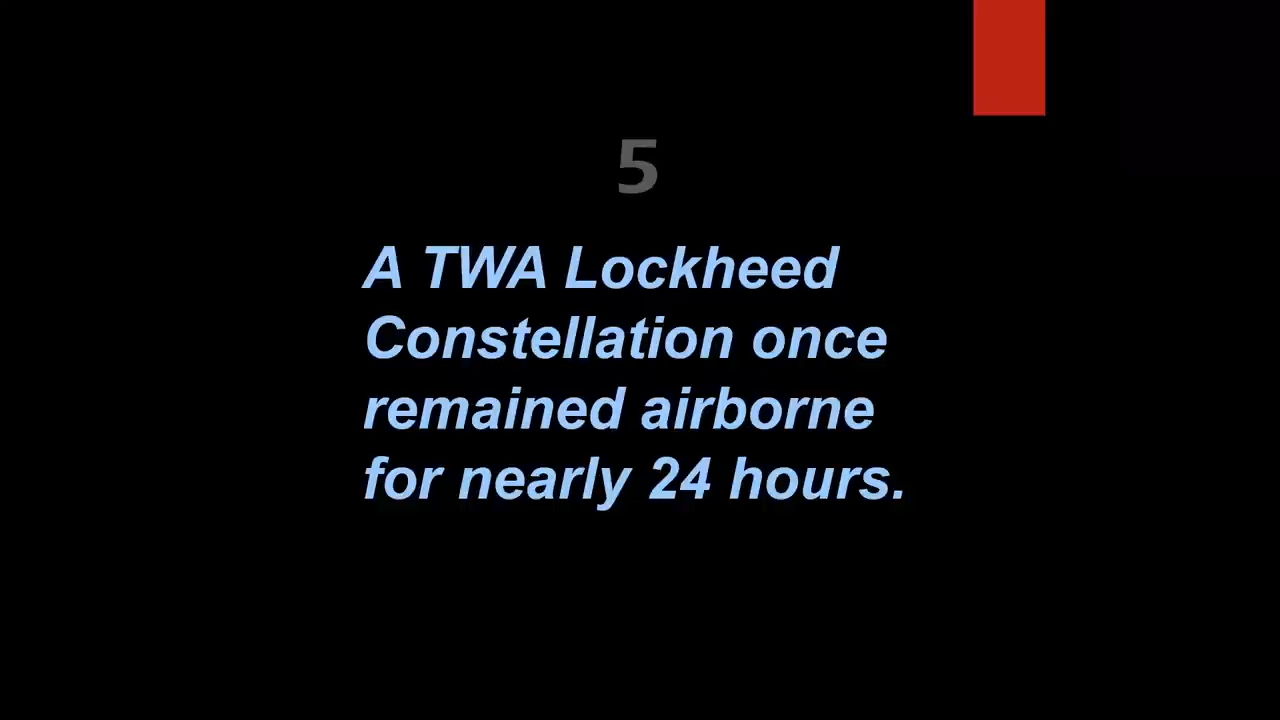 5
A TWA Lockheed
Constellation once
remained airborne
for nearly 24 hours.